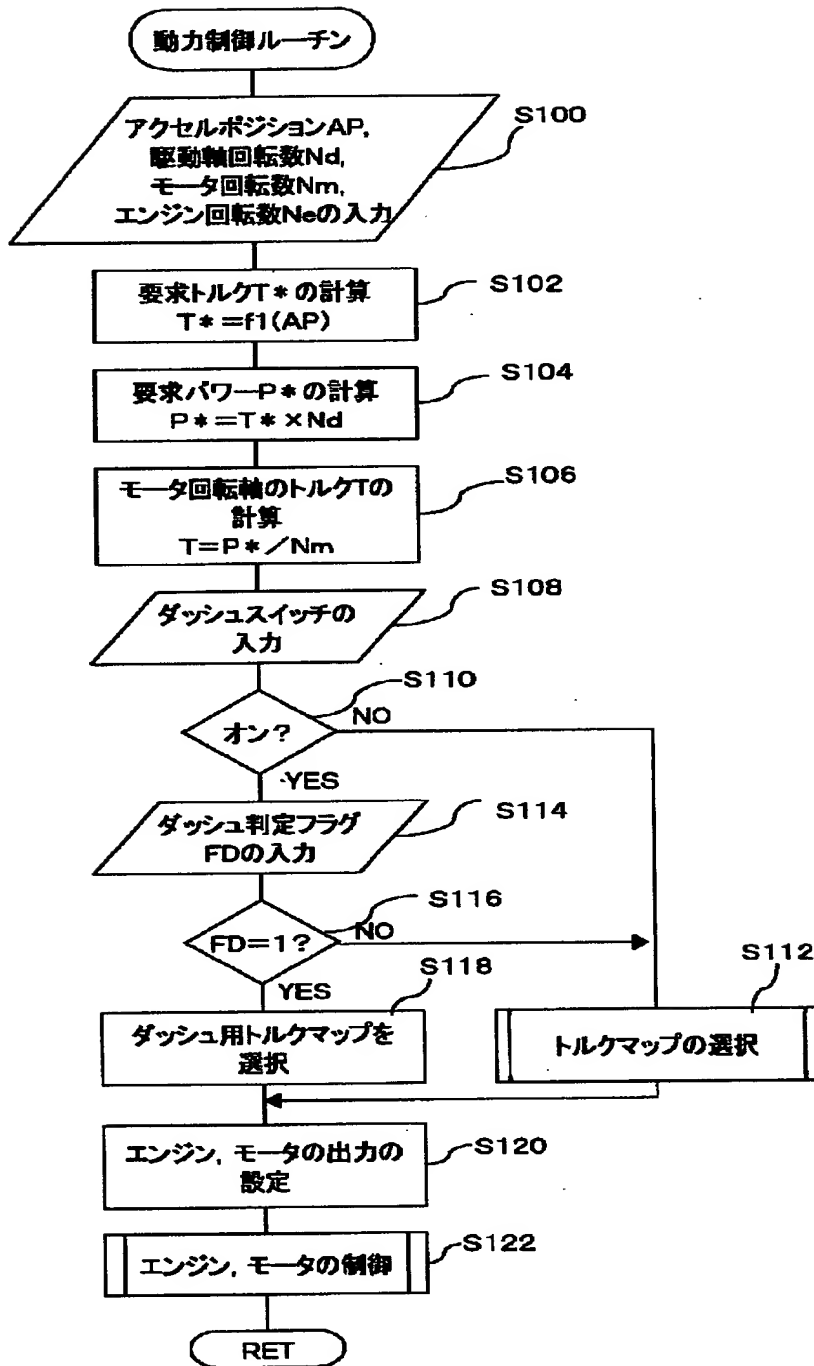 動力制御ルーチン
アクセルポジションAP,
駆動軸回転数Nd,
モータ回転数Nm,
エンジン回転数Neの入力
S100
要求トルクT*の計算
T*=f1(AP)
S102
要求パワーP*の計算
P*=T*×Nd
S104
モータ回転軸のトルクTの
計算
T=P*/Nm
S106
ダッシュスイッチの
入力
S108
オン?
S110
NO
YES
ダッシュ判定フラグ
FDの入力
S114
FD=1?
S116
NO
YES
ダッシュ用トルクマップを
選択
S118
トルクマップの選択
S112
エンジン, モータの出力の
設定
S120
エンジン, モータの制御
S122
RET